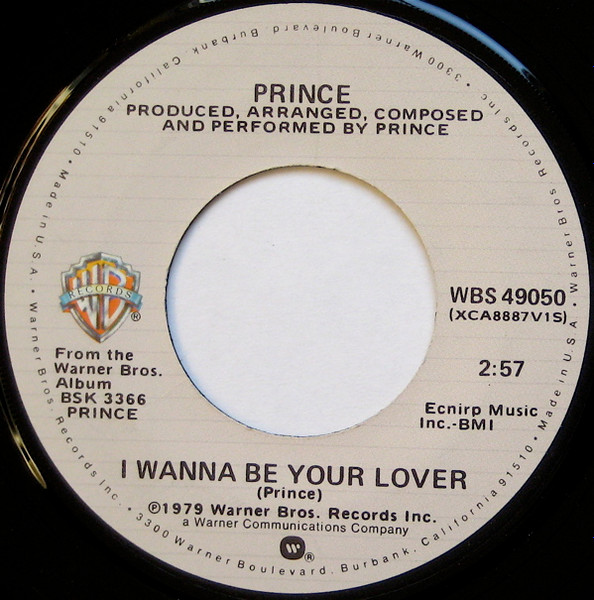 PRINCE
PRODUCED, ARRANGED, COMPOSED
AND PERFORMED BY PRINCE
WB
RECORDS
®
WBS 49050
(XCA8887V1S)
From the
Warner Bros.
Album
BSK 3366
PRINCE
2:57
Ecnirp Music
Inc.-BMI
I WANNA BE YOUR LOVER
(Prince)
℗1979 Warner Bros. Records Inc.
a Warner Communications Company
W®
• Made in U.S.A. • Warner Bros. Records Inc. • 3300 Warner Boulevard, Burbank, California 91510
• Made in U.S.A. • Warner Bros. Records Inc. • 3300 Warner Boulevard, Burbank, California 91510